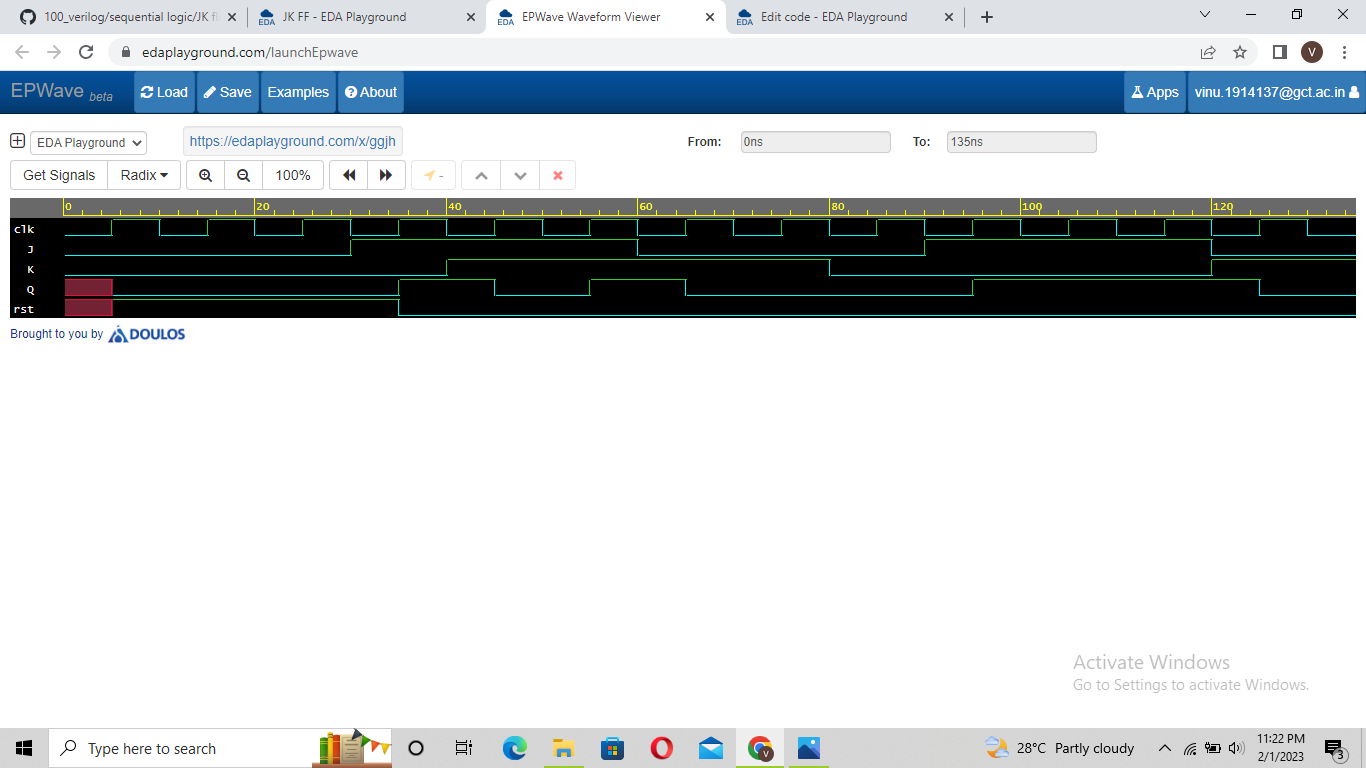 100_verilog/sequential logic/JK fl
JK FF - EDA Playground
EPWave Waveform Viewer
Edit code - EDA Playground
edaplayground.com/launchEpwave
V
EPWave beta
Load
Save
Examples
About
Apps
vinu.1914137@gct.ac.in
EDA Playground
https://edaplayground.com/x/ggjh
From:
0ns
To:
135ns
Get Signals
Radix
100%
-
0 20 40 60 80 100 120
clk
J
K
Q
rst
Brought to you by DOULOS
Activate Windows
Go to Settings to activate Windows.
Type here to search
V
28°C Partly cloudy
11:22 PM
2/1/2023
3